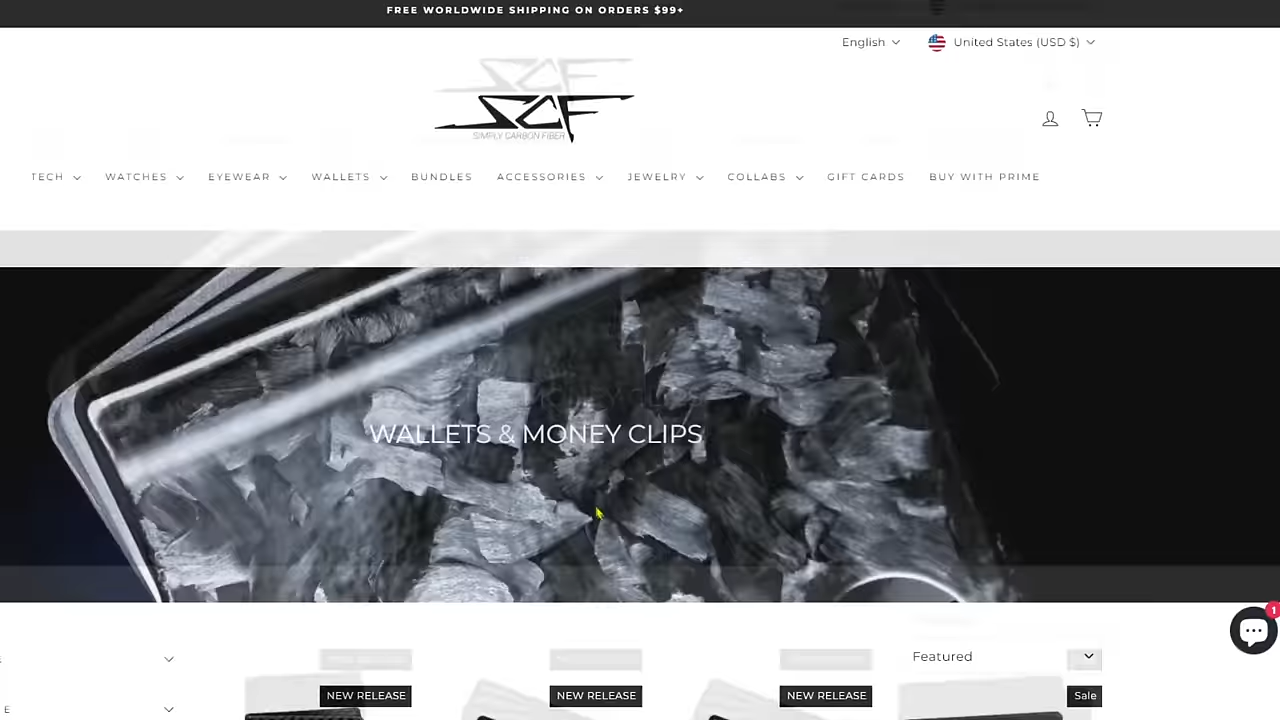 FREE WORLDWIDE SHIPPING ON ORDERS $99+
English
United States (USD $)
SCF
SIMPLY CARBON FIBER
TECH WATCHES EYEWEAR WALLETS BUNDLES ACCESSORIES JEWELRY COLLABS GIFT CARDS BUY WITH PRIME
WALLETS & MONEY CLIPS
1
Featured
E
NEW RELEASE
NEW RELEASE
NEW RELEASE
Sale